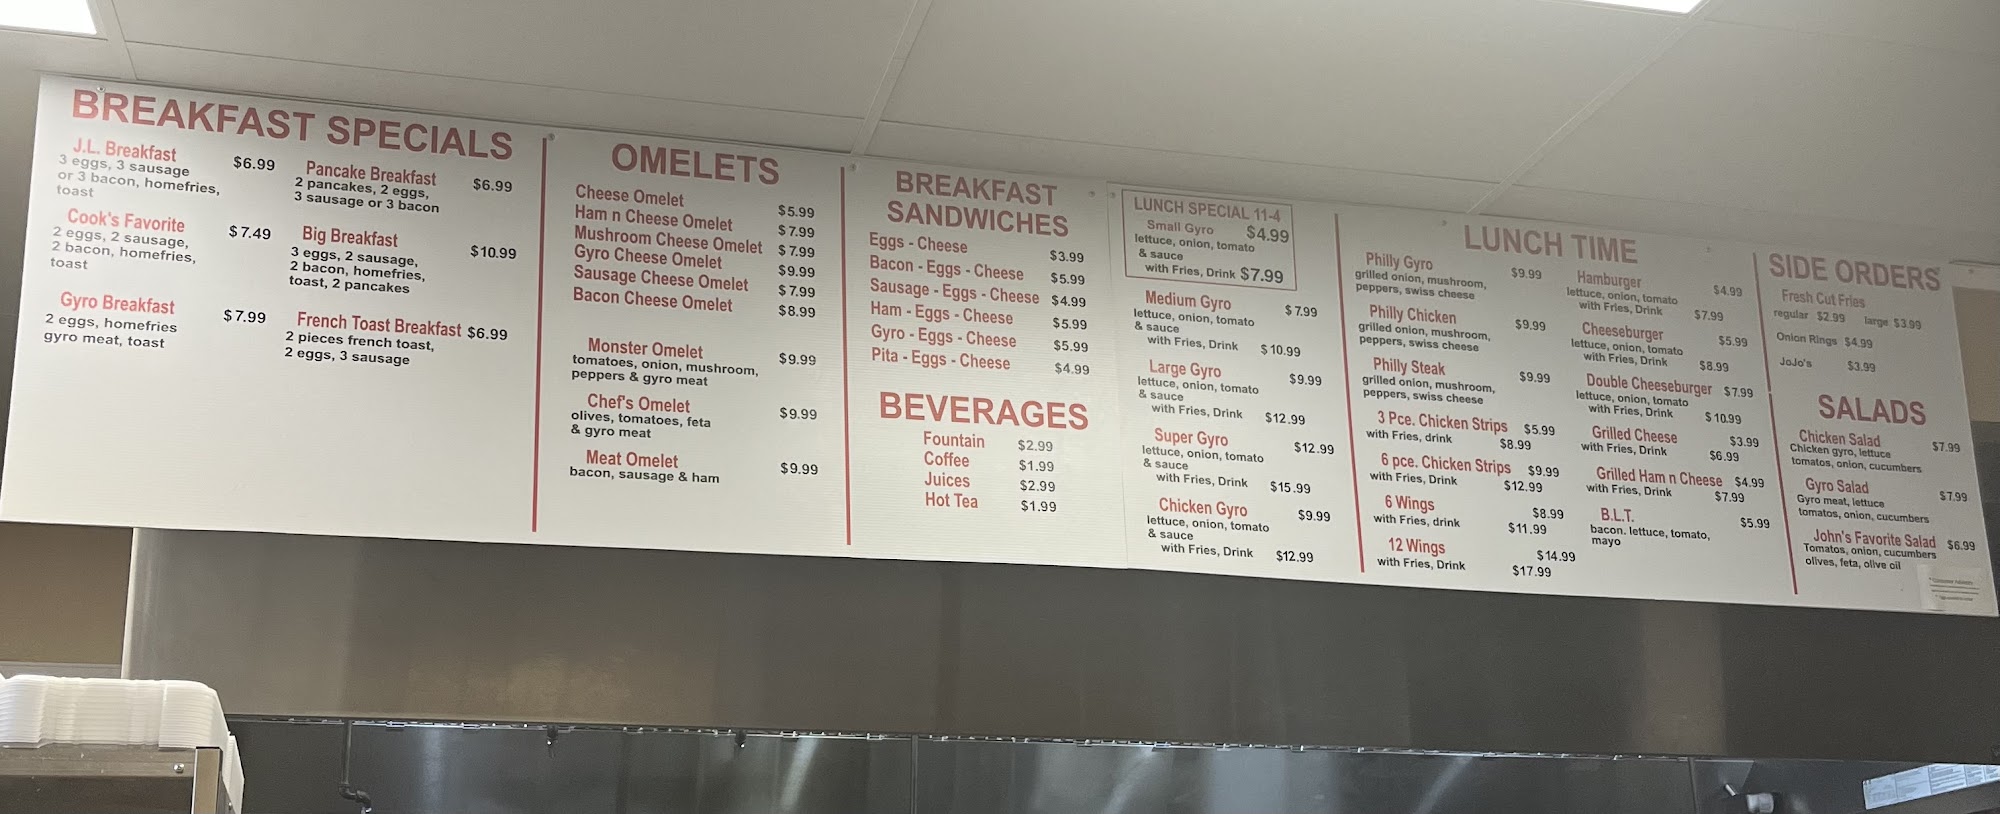 BREAKFAST SPECIALS
J.L. Breakfast $6.99
3 eggs, 3 sausage
or 3 bacon, homefries,
toast
Cook's Favorite $7.49
2 eggs, 2 sausage,
2 bacon, homefries,
toast
Gyro Breakfast $7.99
2 eggs, homefries
gyro meat, toast
Pancake Breakfast $6.99
2 pancakes, 2 eggs,
3 sausage or 3 bacon
Big Breakfast $10.99
3 eggs, 2 sausage,
2 bacon, homefries,
toast, 2 pancakes
French Toast Breakfast $6.99
2 pieces french toast,
2 eggs, 3 sausage
OMELETS
Cheese Omelet $5.99
Ham n Cheese Omelet $7.99
Mushroom Cheese Omelet $7.99
Gyro Cheese Omelet $9.99
Sausage Cheese Omelet $7.99
Bacon Cheese Omelet $8.99
Monster Omelet $9.99
tomatoes, onion, mushroom,
peppers & gyro meat
Chef's Omelet $9.99
olives, tomatoes, feta
& gyro meat
Meat Omelet $9.99
bacon, sausage & ham
BREAKFAST
SANDWICHES
Eggs - Cheese $3.99
Bacon - Eggs - Cheese $5.99
Sausage - Eggs - Cheese $4.99
Ham - Eggs - Cheese $5.99
Gyro - Eggs - Cheese $5.99
Pita - Eggs - Cheese $4.99
BEVERAGES
Fountain $2.99
Coffee $1.99
Juices $2.99
Hot Tea $1.99
LUNCH SPECIAL 11-4
Small Gyro $4.99
lettuce, onion, tomato
& sauce
with Fries, Drink $7.99
Medium Gyro $7.99
lettuce, onion, tomato
& sauce
with Fries, Drink $10.99
Large Gyro $9.99
lettuce, onion, tomato
& sauce
with Fries, Drink $12.99
Super Gyro $12.99
lettuce, onion, tomato
& sauce
with Fries, Drink $15.99
Chicken Gyro $9.99
lettuce, onion, tomato
& sauce
with Fries, Drink $12.99
LUNCH TIME
Philly Gyro $9.99
grilled onion, mushroom,
peppers, swiss cheese
Philly Chicken $9.99
grilled onion, mushroom,
peppers, swiss cheese
Philly Steak $9.99
grilled onion, mushroom,
peppers, swiss cheese
3 Pce. Chicken Strips $5.99
with Fries, drink $8.99
6 pce. Chicken Strips $9.99
with Fries, Drink $12.99
6 Wings $8.99
with Fries, drink $11.99
12 Wings $14.99
with Fries, Drink $17.99
Hamburger $4.99
lettuce, onion, tomato
with Fries, Drink $7.99
Cheeseburger $5.99
lettuce, onion, tomato
with Fries, Drink $8.99
Double Cheeseburger $7.99
lettuce, onion, tomato
with Fries, Drink $10.99
Grilled Cheese $3.99
with Fries, Drink $6.99
Grilled Ham n Cheese $4.99
with Fries, Drink $7.99
B.L.T. $5.99
bacon. lettuce, tomato,
mayo
SIDE ORDERS
Fresh Cut Fries
regular $2.99 large $3.99
Onion Rings $4.99
JoJo's $3.99
SALADS
Chicken Salad $7.99
Chicken gyro, lettuce
tomatos, onion, cucumbers
Gyro Salad $7.99
Gyro meat, lettuce
tomatos, onion, cucumbers
John's Favorite Salad $6.99
Tomatos, onion, cucumbers
olives, feta, olive oil